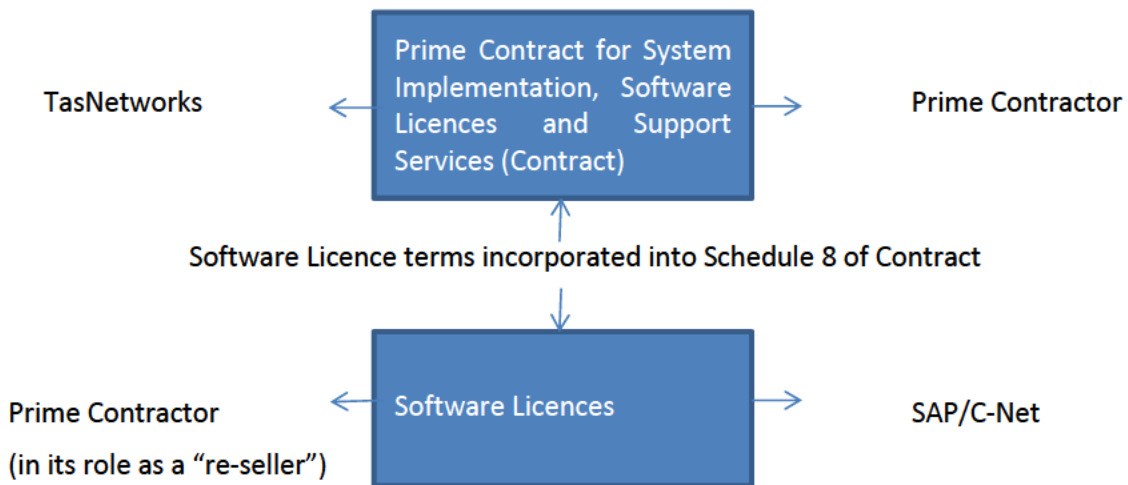 Prime Contract for System
Implementation, Software
Licences and Support
Services (Contract)
TasNetworks
Prime Contractor
Software Licence terms incorporated into Schedule 8 of Contract
Software Licences
Prime Contractor
(in its role as a “re-seller”)
SAP/C-Net